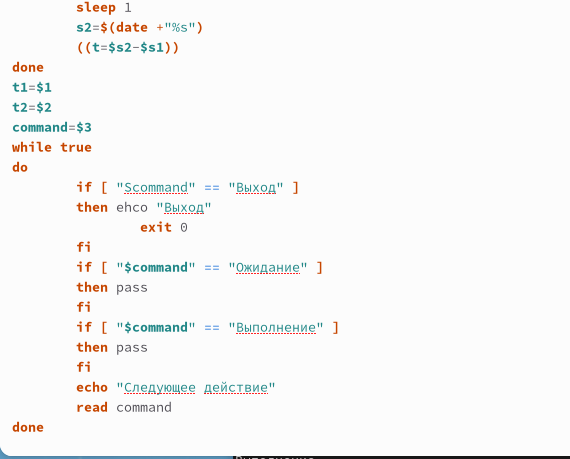 sleep 1
s2=$(date +"%s")
((t=$s2-$s1))
done
t1=$1
t2=$2
command=$3
while true
do
if [ "Scommand" == "Выход" ]
then ehco "Выход"
exit 0
fi
if [ "$command" == "Ожидание" ]
then pass
fi
if [ "$command" == "Выполнение" ]
then pass
fi
echo "Следующее действие"
read command
done